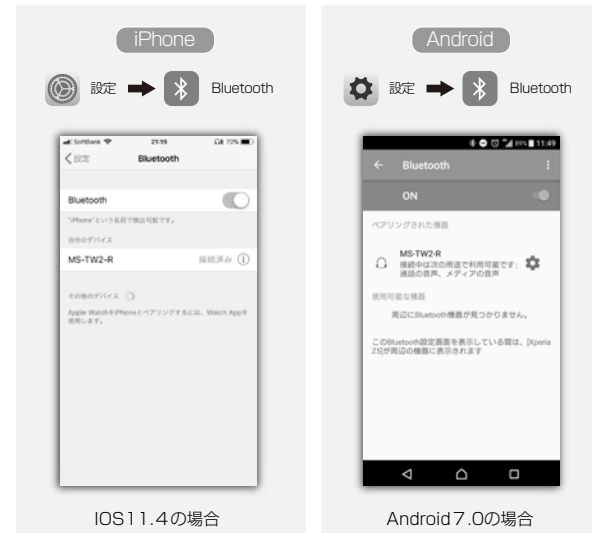 iPhone
設定
Bluetooth
SoftBank
21:19
72%
設定
Bluetooth
Bluetooth
"iPhone"という名前で検出可能です。
自分のデバイス
MS-TW2-R
接続済み
その他のデバイス
Apple WatchをiPhoneとペアリングするには、Watch Appを
使用します。
IOS11.4の場合
Android
設定
Bluetooth
89%
11:49
Bluetooth
ON
ペアリングされた機器
MS-TW2-R
接続中は次の用途で利用可能です:
通話の音声、メディアの音声
使用可能な機器
周辺にBluetooth機器が見つかりません。
このBluetooth設定画面を表示している間は、[Xperia
Z5]が周辺の機器に表示されます
Android7.0の場合